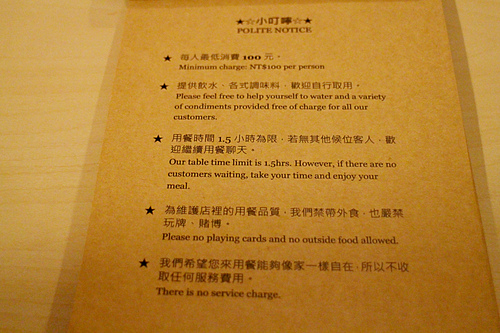 ★☆小叮嚀☆★
POLITE NOTICE
★ 每人最低消費 100 元。
Minimum charge: NT$100 per person
★ 提供飲水、各式調味料，歡迎自行取用。
Please feel free to help yourself to water and a variety
of condiments provided free of charge for all our
customers.
★ 用餐時間 1.5 小時為限，若無其他候位客人，歡
迎繼續用餐聊天。
Our table time limit is 1.5hrs. However, if there are no
customers waiting, take your time and enjoy your
meal.
★ 為維護店裡的用餐品質，我們禁帶外食，也嚴禁
玩牌、賭博。
Please no playing cards and no outside food allowed.
★ 我們希望您來用餐能夠像家一樣自在，所以不收
取任何服務費用。
There is no service charge.